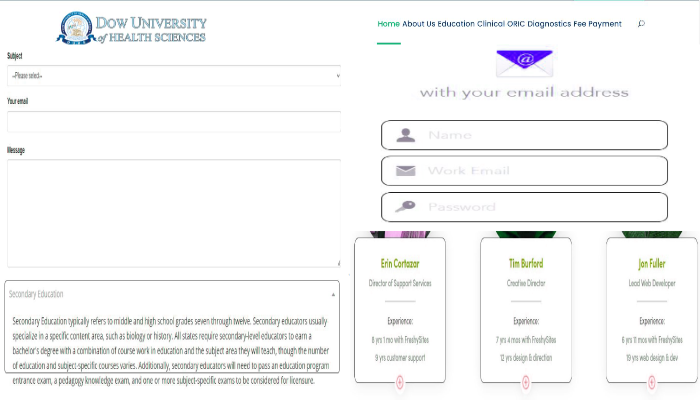 DOW UNIVERSITY
of HEALTH SCIENCES
Home About Us Education Clinical ORIC Diagnostics Fee Payment
Subject
--Please select--
Your email
Message
@
with your email address
Name
Work Email
Password
Secondary Education
Secondary Education typically refers to middle and high school grades seven through twelve. Secondary educators usually
specialize in a specific content area, such as biology or history. All states require secondary-level educators to earn a
bachelor's degree with a combination of course work in education and the subject area they will teach, though the number
of education and subject-specific courses varies. Additionally, secondary educators will need to pass an education program
entrance exam, a pedagogy knowledge exam, and one or more subject-specific exams to be considered for licensure.
Erin Cortazar
Director of Support Services
Experience:
8 yrs 1 mo with FreshySites
9 yrs customer support
Tim Burford
Creative Director
Experience:
7 yrs 4 mos with FreshySites
12 yrs design & direction
Jon Fuller
Lead Web Developer
Experience:
6 yrs 11 mos with FreshySites
19 yrs web design & dev